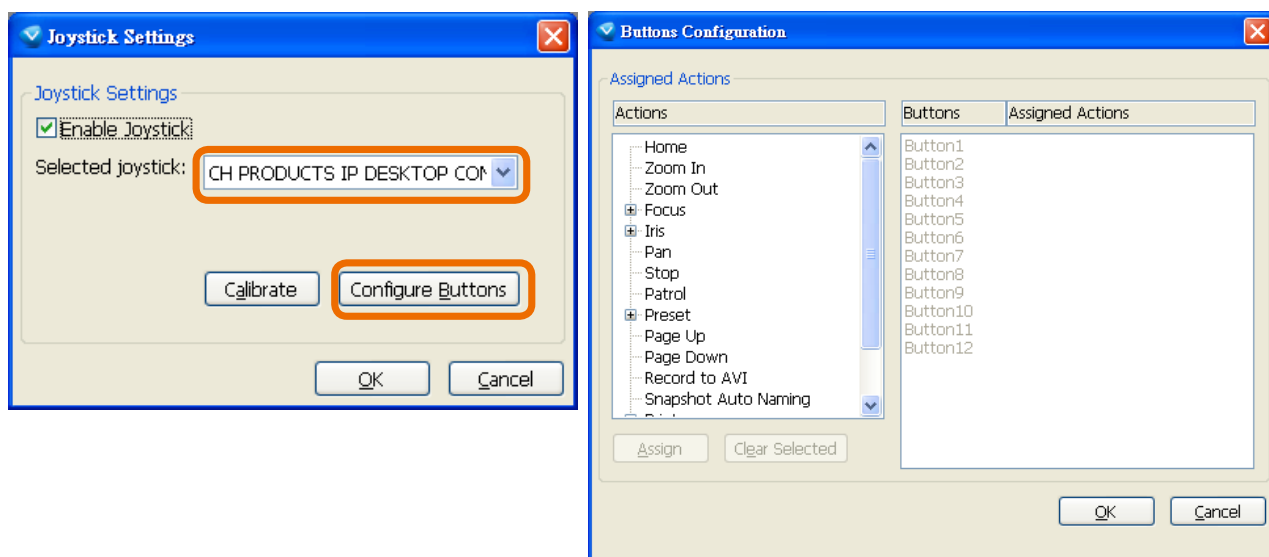 Joystick Settings
Joystick Settings
Enable Joystick
Selected joystick:
CH PRODUCTS IP DESKTOP CON
Calibrate
Configure Buttons
OK
Cancel
Buttons Configuration
Assigned Actions
Actions
Home
Zoom In
Zoom Out
Focus
Iris
Pan
Stop
Patrol
Preset
Page Up
Page Down
Record to AVI
Snapshot Auto Naming
Assign
Clear Selected
Buttons
Assigned Actions
Button1
Button2
Button3
Button4
Button5
Button6
Button7
Button8
Button9
Button10
Button11
Button12
OK
Cancel